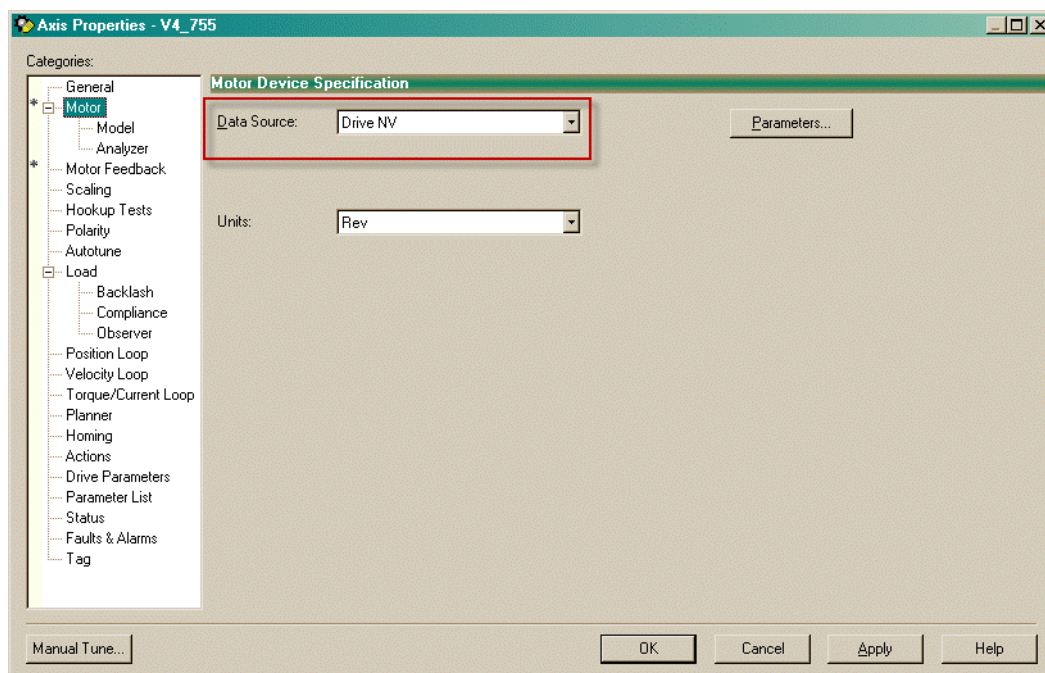 Axis Properties - V4_755
Categories:
General
Motor
Model
Analyzer
Motor Feedback
Scaling
Hookup Tests
Polarity
Autotune
Load
Backlash
Compliance
Observer
Position Loop
Velocity Loop
Torque/Current Loop
Planner
Homing
Actions
Drive Parameters
Parameter List
Status
Faults & Alarms
Tag
Motor Device Specification
Data Source: Drive NV Parameters...
Units: Rev
Manual Tune... OK Cancel Apply Help